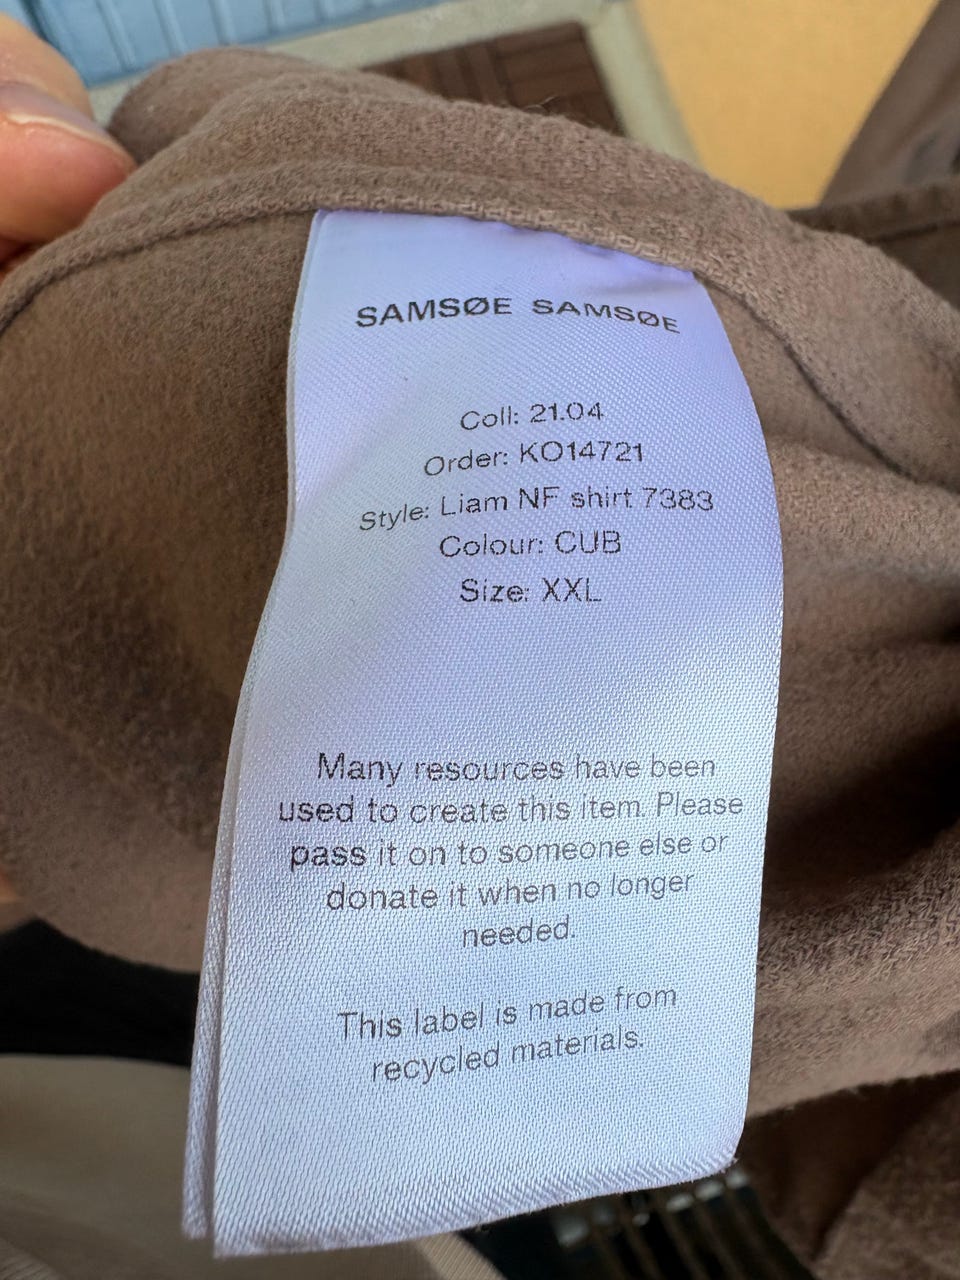 SAMSØE SAMSØE
Coll: 21.04
Order: KO14721
Style: Liam NF shirt 7383
Colour: CUB
Size: XXL
Many resources have been
used to create this item. Please
pass it on to someone else or
donate it when no longer
needed.
This label is made from
recycled materials.